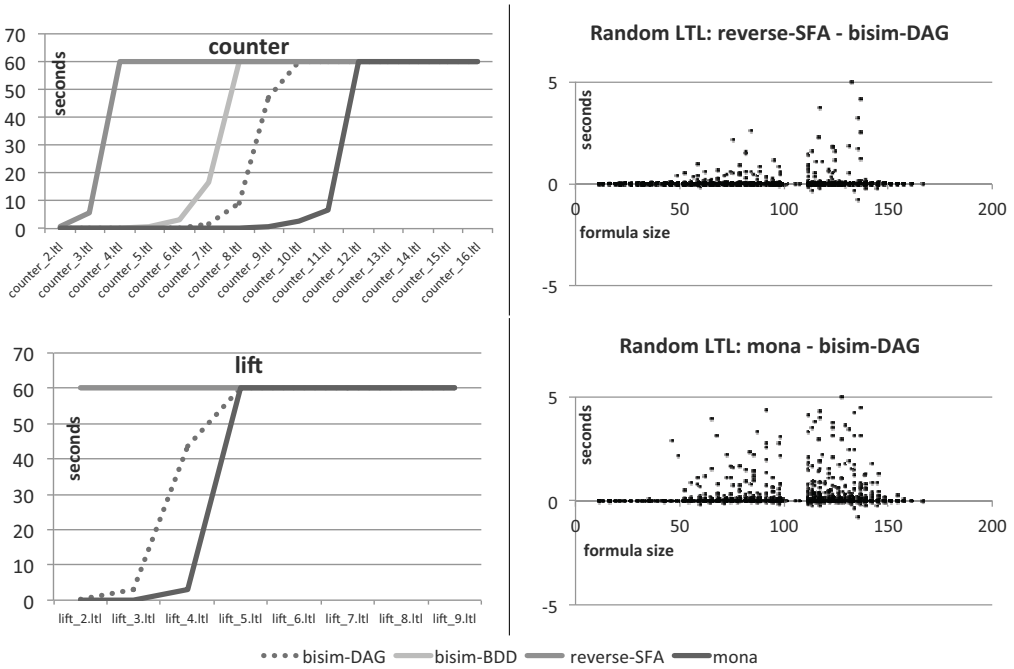 counter
70
60
50
40
30
20
10
0
seconds
counter_2.ltl
counter_3.ltl
counter_4.ltl
counter_5.ltl
counter_6.ltl
counter_7.ltl
counter_8.ltl
counter_9.ltl
counter_10.ltl
counter_11.ltl
counter_12.ltl
counter_13.ltl
counter_14.ltl
counter_15.ltl
counter_16.ltl
Random LTL: reverse-SFA - bisim-DAG
5
0
-5
seconds
0 50 100 150 200
formula size
lift
70
60
50
40
30
20
10
0
seconds
lift_2.ltl lift_3.ltl lift_4.ltl lift_5.ltl lift_6.ltl lift_7.ltl lift_8.ltl lift_9.ltl
Random LTL: mona - bisim-DAG
5
0
-5
seconds
0 50 100 150 200
formula size
bisim-DAG bisim-BDD reverse-SFA mona